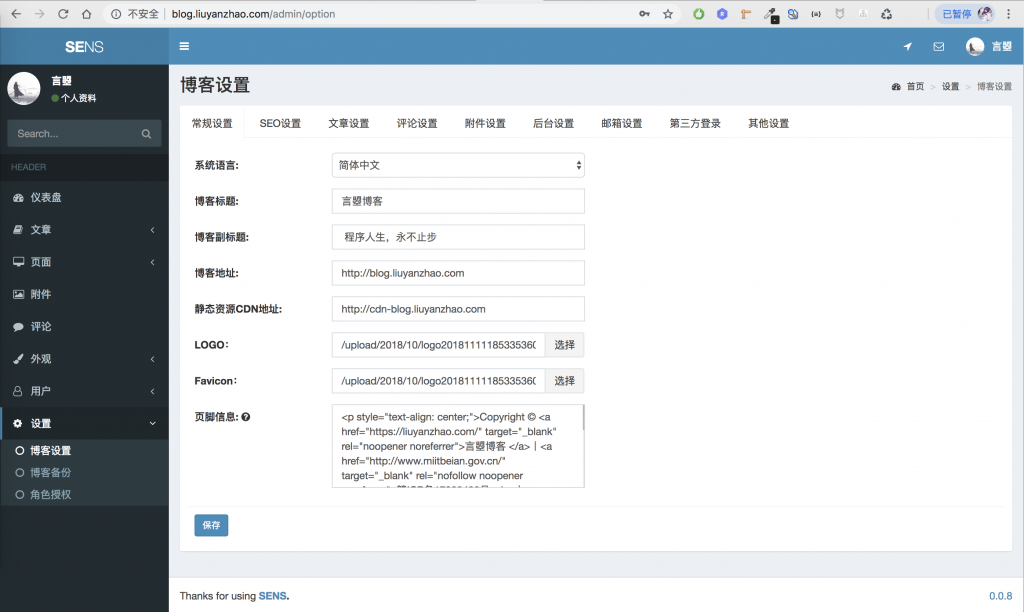 不安全 blog.liuyanzhao.com/admin/option
已暂停
SENS
言曌
言曌
个人资料
Search...
HEADER
仪表盘
文章
页面
附件
评论
外观
用户
设置
博客设置
博客备份
角色授权
博客设置
首页 > 设置 > 博客设置
常规设置 SEO设置 文章设置 评论设置 附件设置 后台设置 邮箱设置 第三方登录 其他设置
系统语言: 简体中文
博客标题: 言曌博客
博客副标题: 程序人生，永不止步
博客地址: http://blog.liuyanzhao.com
静态资源CDN地址: http://cdn-blog.liuyanzhao.com
LOGO： /upload/2018/10/logo20181111185335360 选择
Favicon： /upload/2018/10/logo20181111185335360 选择
页脚信息:
<p style="text-align: center;">Copyright © <a
href="https://liuyanzhao.com/" target="_blank"
rel="noopener noreferrer">言曌博客 </a> | <a
href="http://www.miitbeian.gov.cn/"
target="_blank" rel="nofollow noopener
保存
Thanks for using SENS.
0.0.8